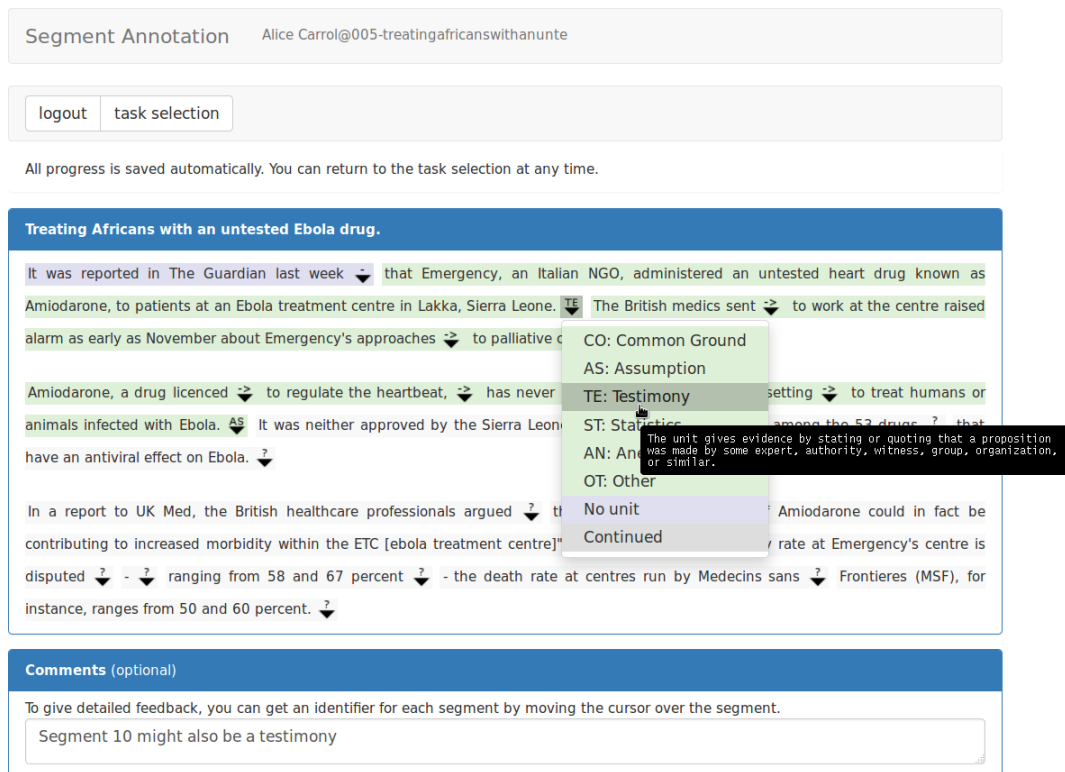 Segment Annotation Alice Carrol@005-treatingafricanswithanunte
logout task selection
All progress is saved automatically. You can return to the task selection at any time.
Treating Africans with an untested Ebola drug.
It was reported in The Guardian last week - that Emergency, an Italian NGO, administered an untested heart drug known as
Amiodarone, to patients at an Ebola treatment centre in Lakka, Sierra Leone. TE The British medics sent -> to work at the centre raised
alarm as early as November about Emergency's approaches -> to palliative
CO: Common Ground
AS: Assumption
TE: Testimony
ST: Statistics
AN:
OT: Other
No unit
Continued
The unit gives evidence by stating or quoting that a proposition
was made by some expert, authority, witness, group, organization,
or similar.
Amiodarone, a drug licenced -> to regulate the heartbeat, -> has never setting -> to treat humans or
animals infected with Ebola. AS It was neither approved by the Sierra Leone among the 53 drugs ? that
have an antiviral effect on Ebola. ?
In a report to UK Med, the British healthcare professionals argued ? Amiodarone could in fact be
contributing to increased morbidity within the ETC [ebola treatment centre]" rate at Emergency's centre is
disputed ? - ? ranging from 58 and 67 percent ? - the death rate at centres run by Medecins sans ? Frontieres (MSF), for
instance, ranges from 50 and 60 percent. ?
Comments (optional)
To give detailed feedback, you can get an identifier for each segment by moving the cursor over the segment.
Segment 10 might also be a testimony